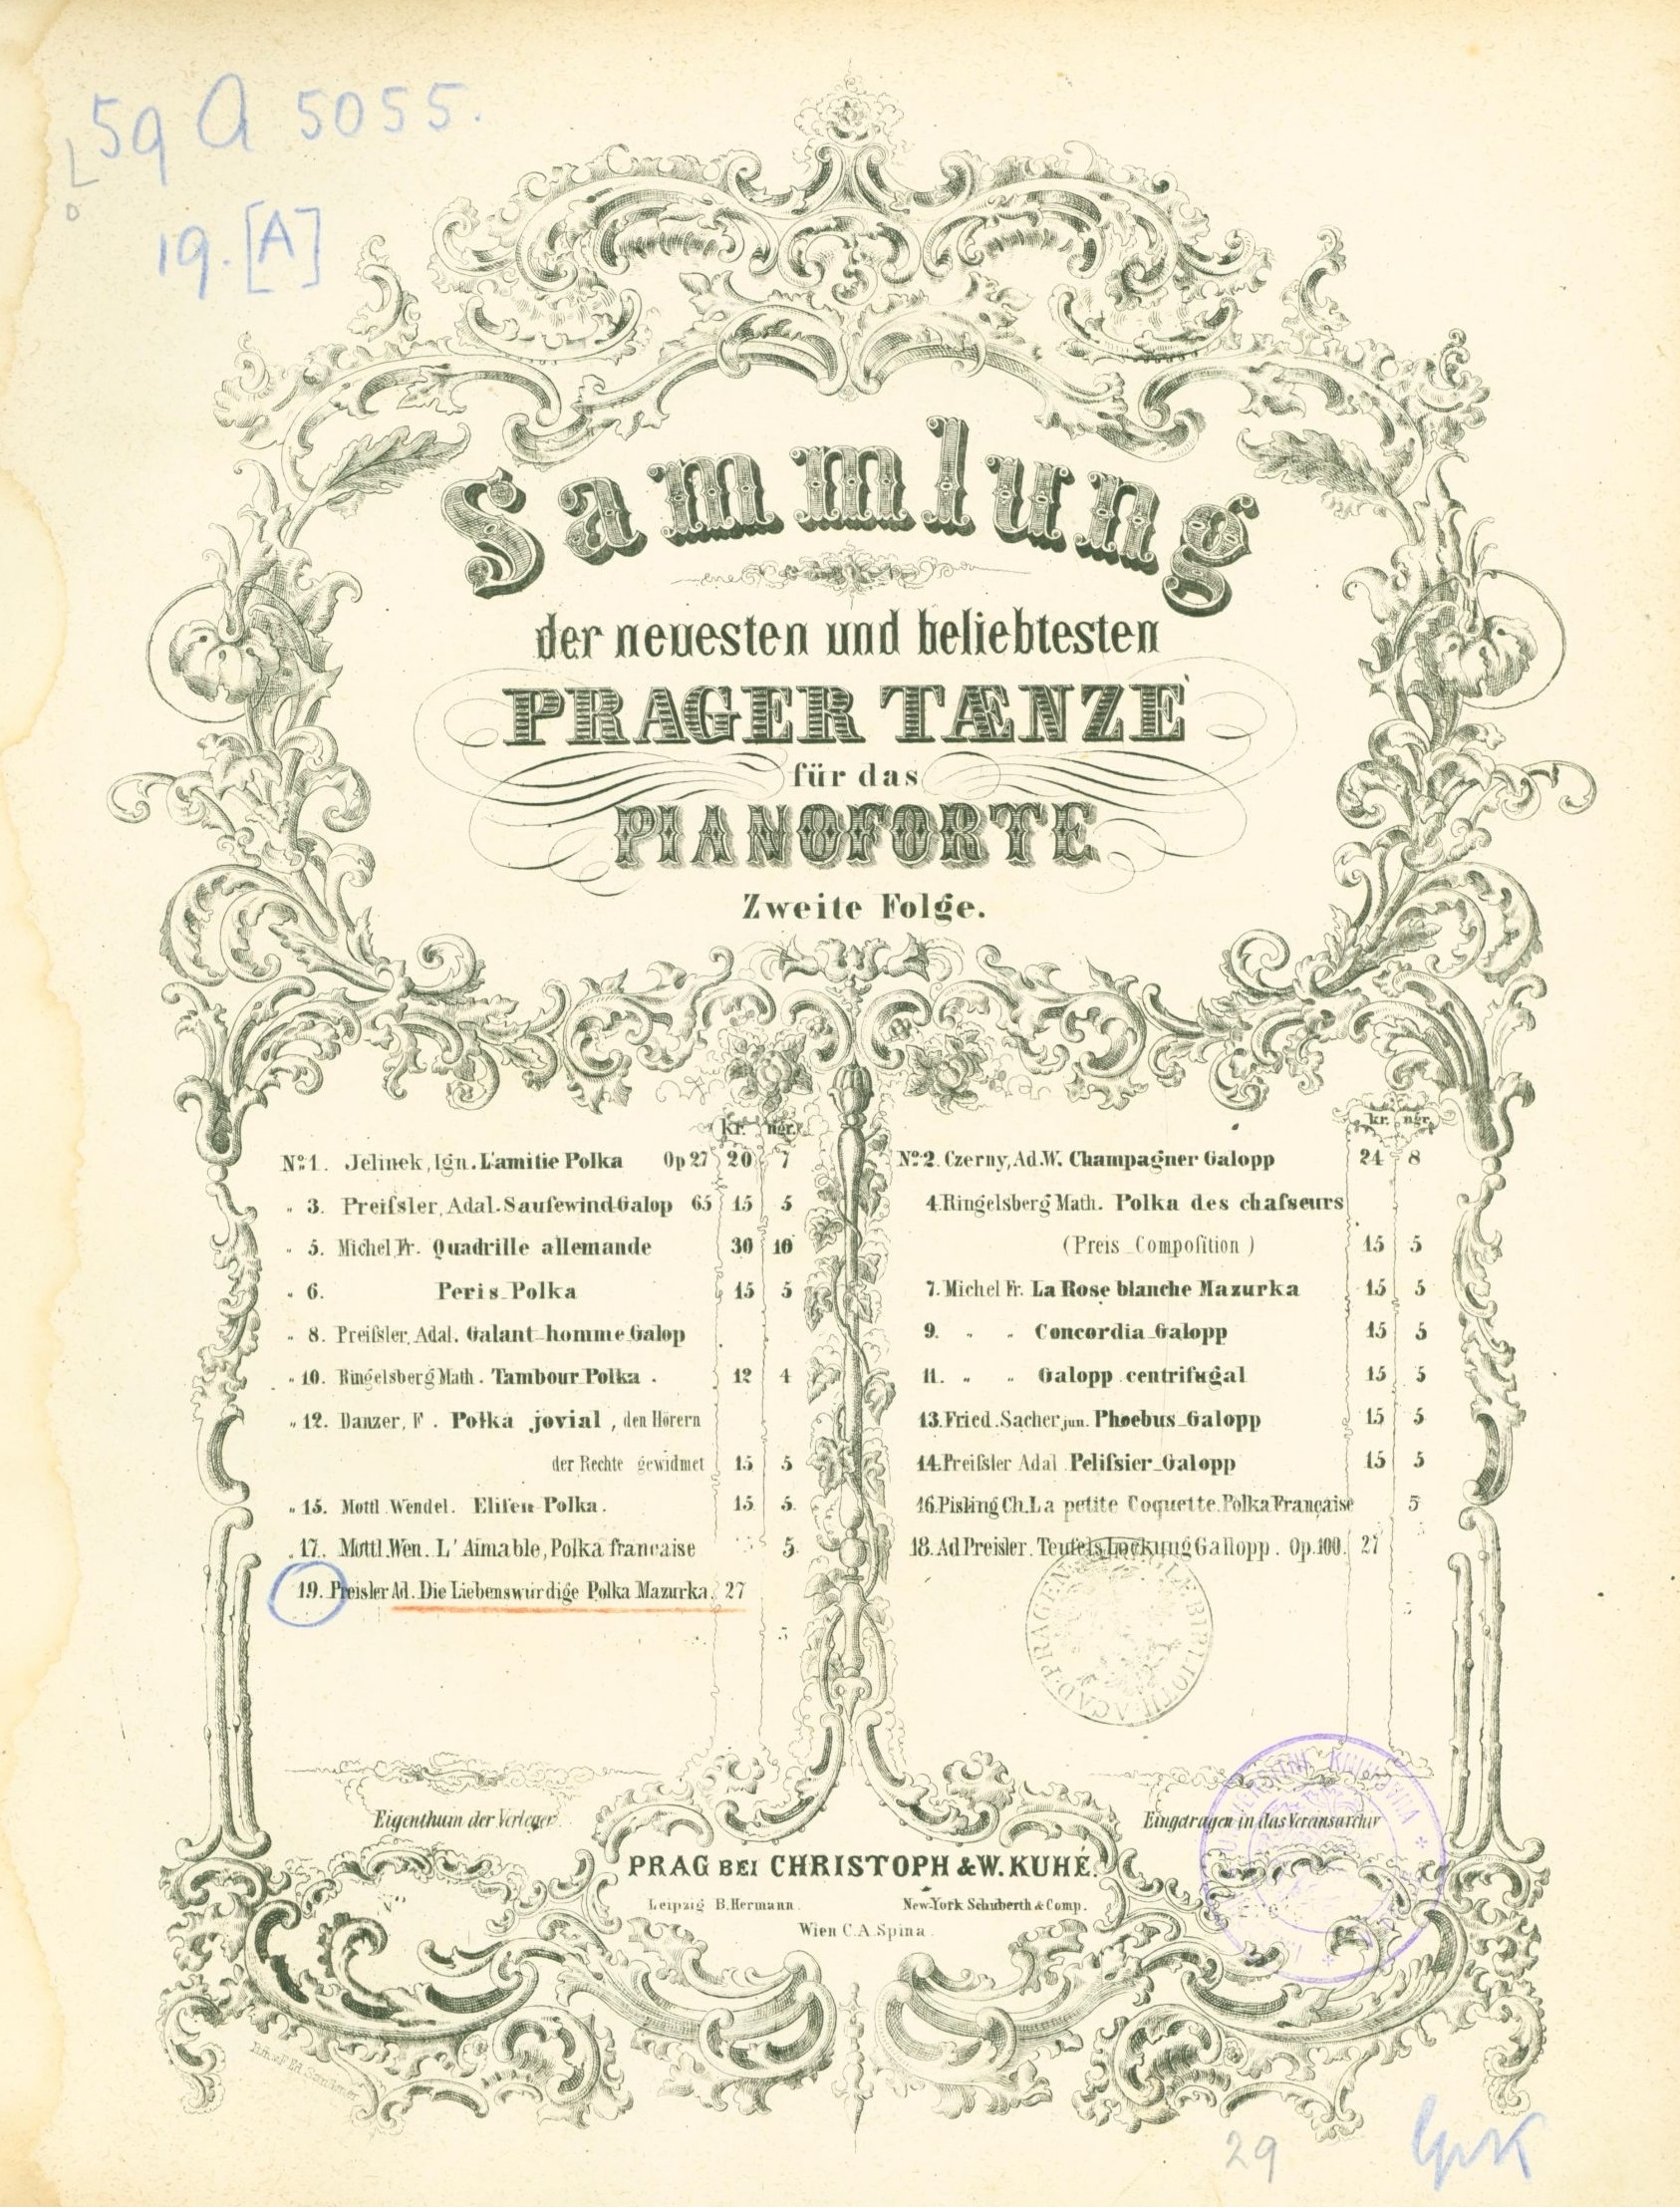 59 A 5055.
19. [A]
Sammlung
der neuesten und beliebtesten
PRAGER TÆNZE
für das
PIANOFORTE
Zweite Folge.
kr. ngr.
No. 1. Jelinek, Ign. L'amitie Polka Op 27 20 7
" 3. Preiſsler, Adal. Sauſewind-Galop 65 15 5
" 5. Michel Fr. Quadrille allemande 30 10
" 6. Peris-Polka 15 5
" 8. Preiſsler, Adal. Galant-homme Galop
" 10. Ringelsberg Math. Tambour-Polka . 12 4
" 12. Danzer, F. Polka jovial, den Hörern
der Rechte gewidmet 15 5
" 15. Mottl Wendel. Eliſen-Polka. 15 5.
" 17. Mottl. Wen. L'Aimable, Polka francaise 5
19. Preisler Ad. Die Liebenswürdige Polka Mazurka. 27
5
kr. ngr.
No. 2. Czerny, Ad. W. Champagner Galopp 24 8
4. Ringelsberg Math. Polka des chaſseurs
(Preis-Compoſition) 15 5
7. Michel Fr. La Rose blanche Mazurka 15 5
9. " " Concordia-Galopp 15 5
11. " " Galopp centrifugal 15 5
13. Fried. Sacher jun. Phoebus-Galopp 15 5
14. Preiſsler Adal. Peliſsier-Galopp 15 5
16. Pisling Ch. La petite Coquette. Polka Française 5
18. Ad Preisler. Teufels Lockung Gallopp. Op. 100. 27
Eigenthum der Verleger.
Eingetragen in das Vereinsarchiv
PRAG BEI CHRISTOPH & W. KUHÉ.
Leipzig B. Hermann. New-York Schuberth & Comp.
Wien C. A. Spina.
29